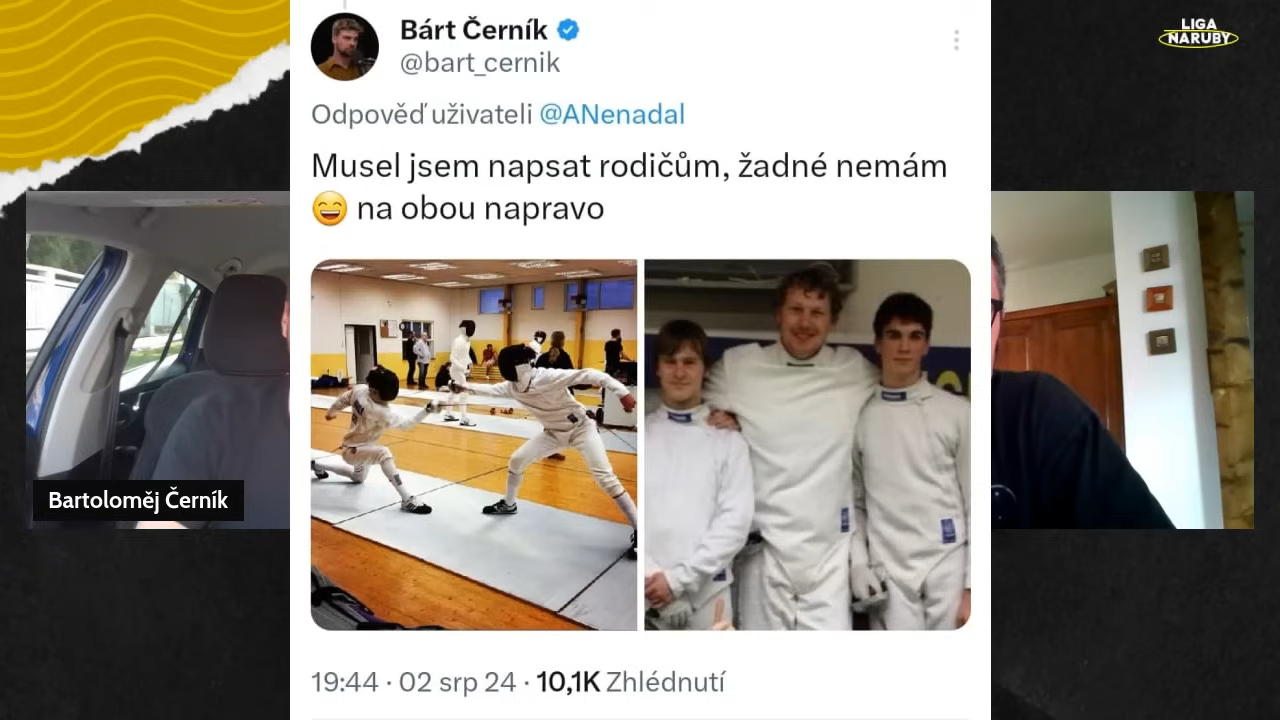 Bárt Černík
@bart_cernik
Odpověď uživateli @ANenadal
Musel jsem napsat rodičům, žádné nemám
😄 na obou napravo
19:44 · 02 srp 24 · 10,1K Zhlédnutí
Bartoloměj Černík
LIGA
NARUBY